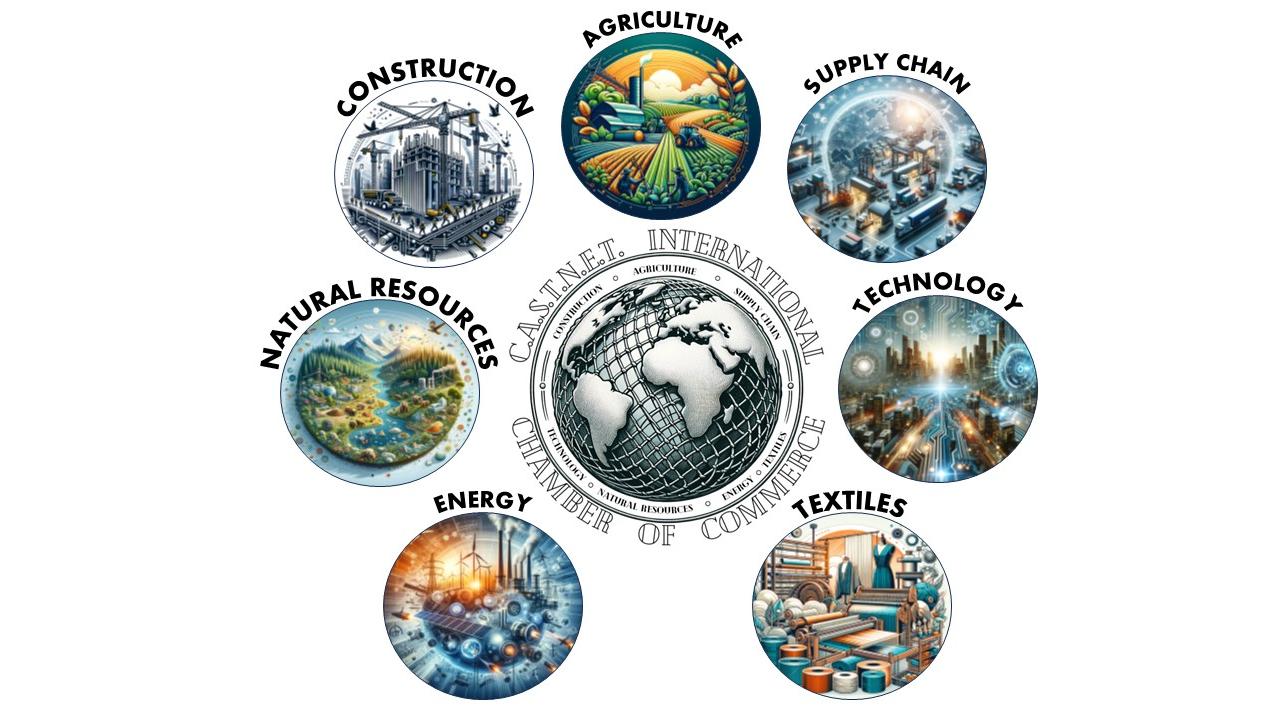 AGRICULTURE
CONSTRUCTION
SUPPLY CHAIN
NATURAL RESOURCES
TECHNOLOGY
ENERGY
TEXTILES
C.A.S.T.N.E.T. INTERNATIONAL
CHAMBER OF COMMERCE
CONSTRUCTION
AGRICULTURE
SUPPLY CHAIN
TECHNOLOGY
NATURAL RESOURCES
ENERGY
TEXTILES